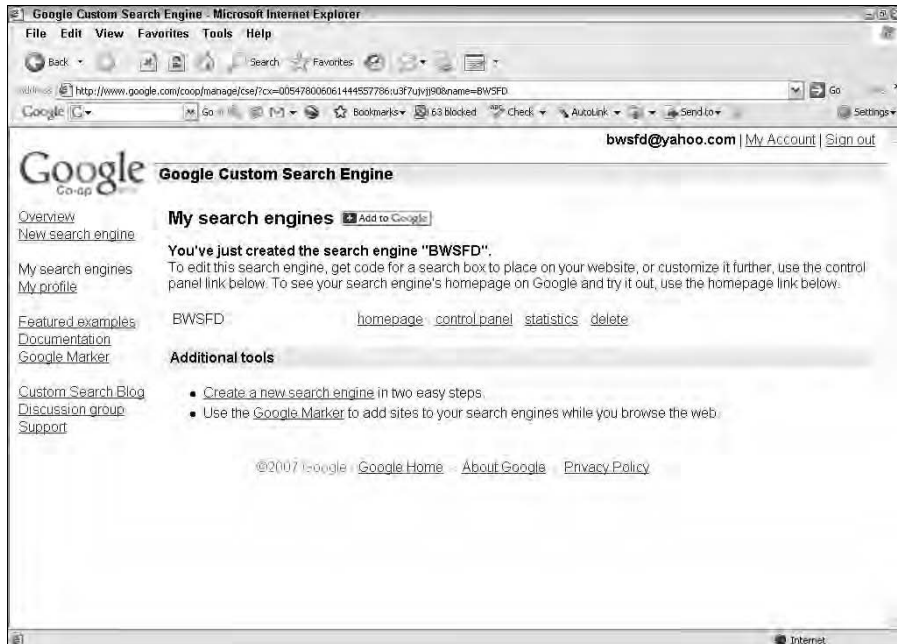 Google Custom Search Engine - Microsoft Internet Explorer
File Edit View Favorites Tools Help
Back Search Favorites
Address http://www.google.com/coop/manage/cse/?cx=005478006061444557786:u3f7ujvjj90&name=BWSFD Go
Google G Go Bookmarks 63 blocked Check AutoLink Send to Settings
bwsfd@yahoo.com | My Account | Sign out
Google
Co-op
Google Custom Search Engine
Overview
New search engine
My search engines
My profile
Featured examples
Documentation
Google Marker
Custom Search Blog
Discussion group
Support
My search engines Add to Google
You've just created the search engine "BWSFD".
To edit this search engine, get code for a search box to place on your website, or customize it further, use the control
panel link below. To see your search engine's homepage on Google and try it out, use the homepage link below.
BWSFD homepage control panel statistics delete
Additional tools
• Create a new search engine in two easy steps.
• Use the Google Marker to add sites to your search engines while you browse the web.
©2007 Google - Google Home - About Google - Privacy Policy
Internet